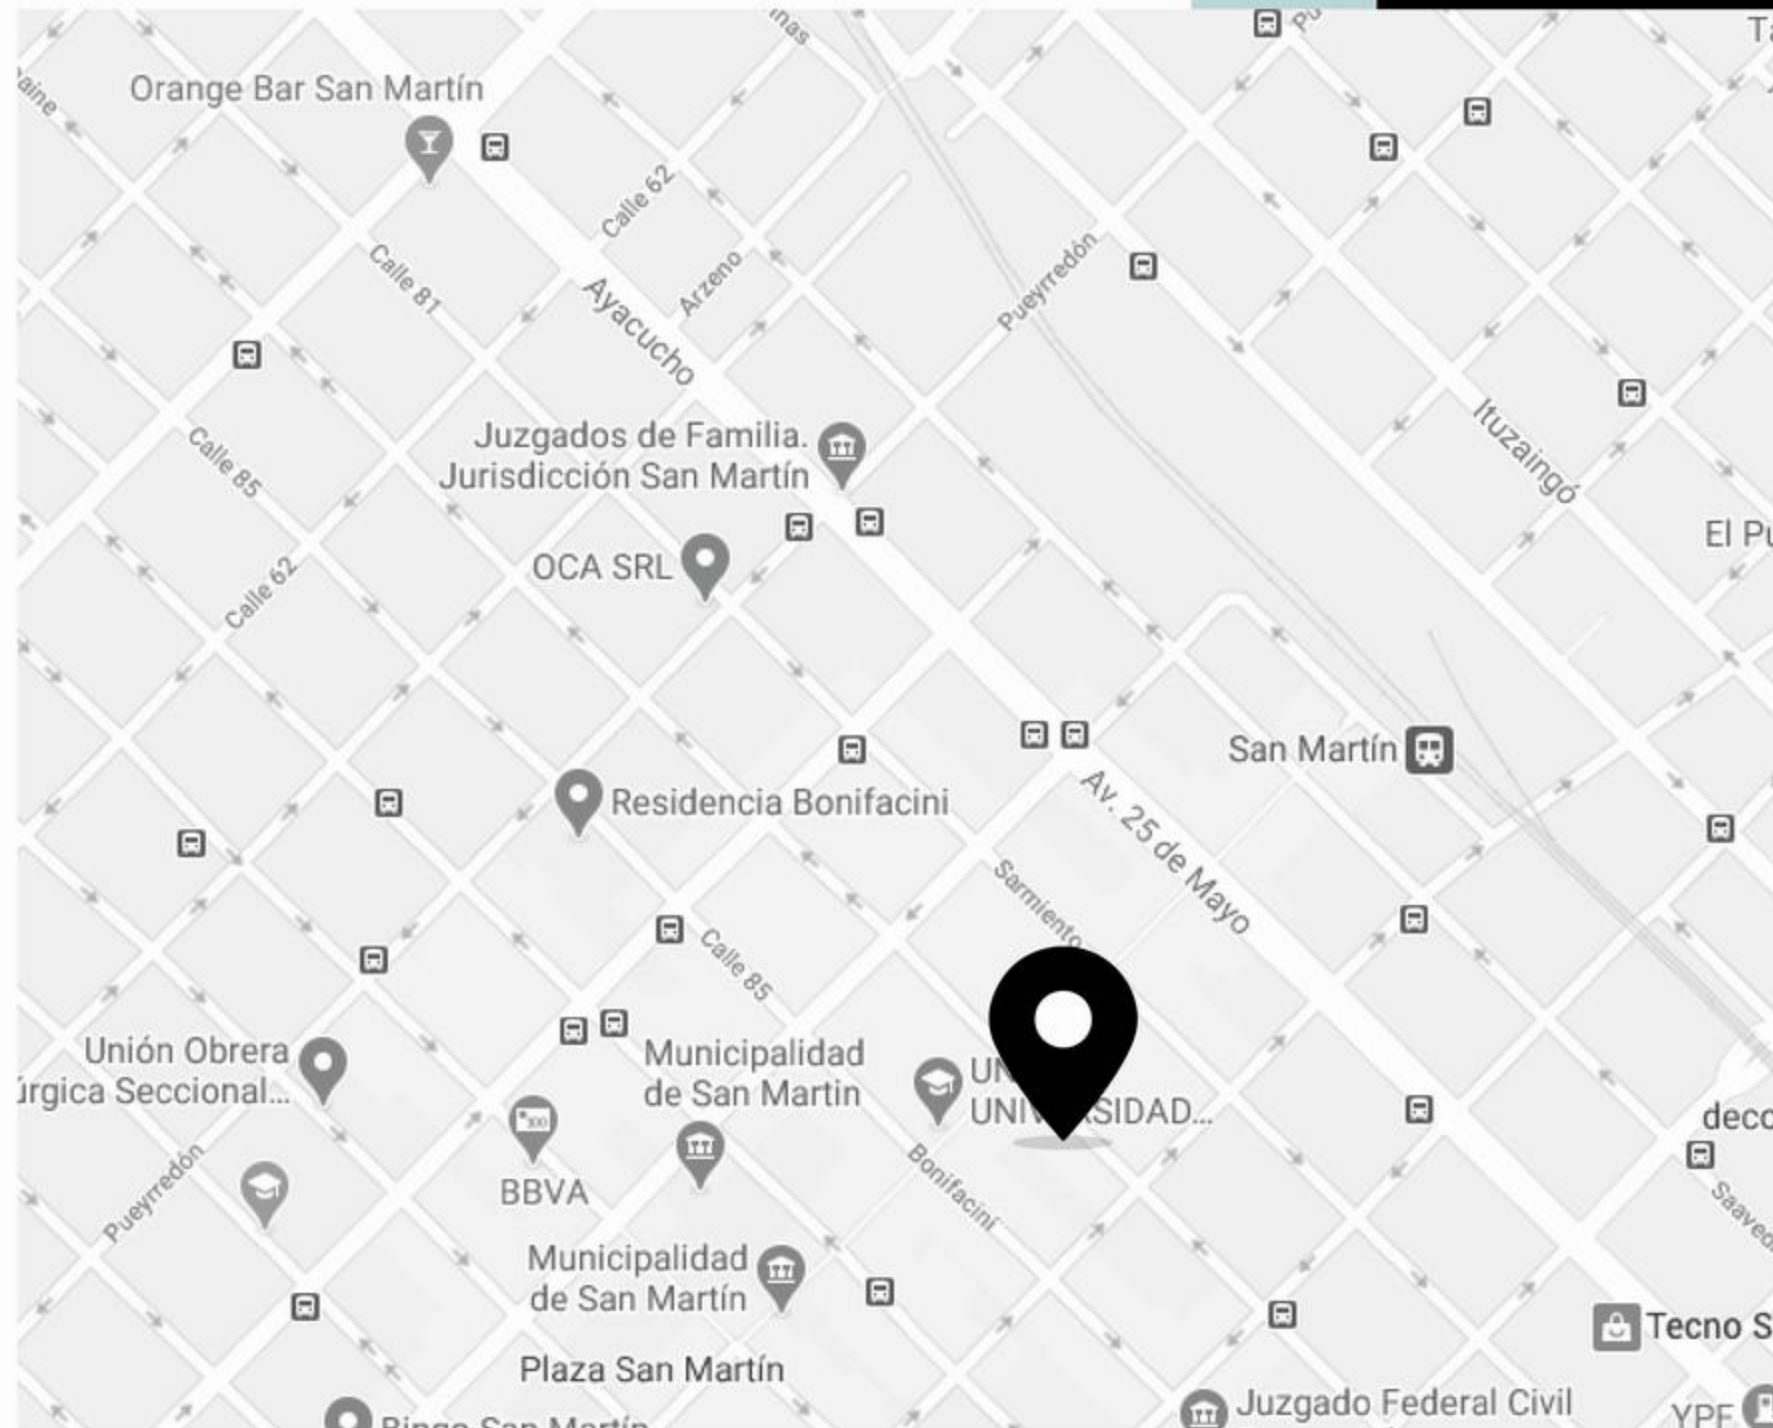 Orange Bar San Martín
Calle 62
Calle 81
Ayacucho
Arzeno
Pueyrredón
Calle 85
Juzgados de Familia.
Jurisdicción San Martín
Ituzaingó
OCA SRL
El
Calle 62
San Martín
Residencia Bonifacini
Av. 25 de Mayo
Sarmiento
Calle 85
Unión Obrera
Seccional...
Municipalidad
de San Martin
BBVA
Pueyrredón
Bonifacini
Municipalidad
de San Martín
Plaza San Martín
Tecno
Juzgado Federal Civil
YPF
Bingo San Martín